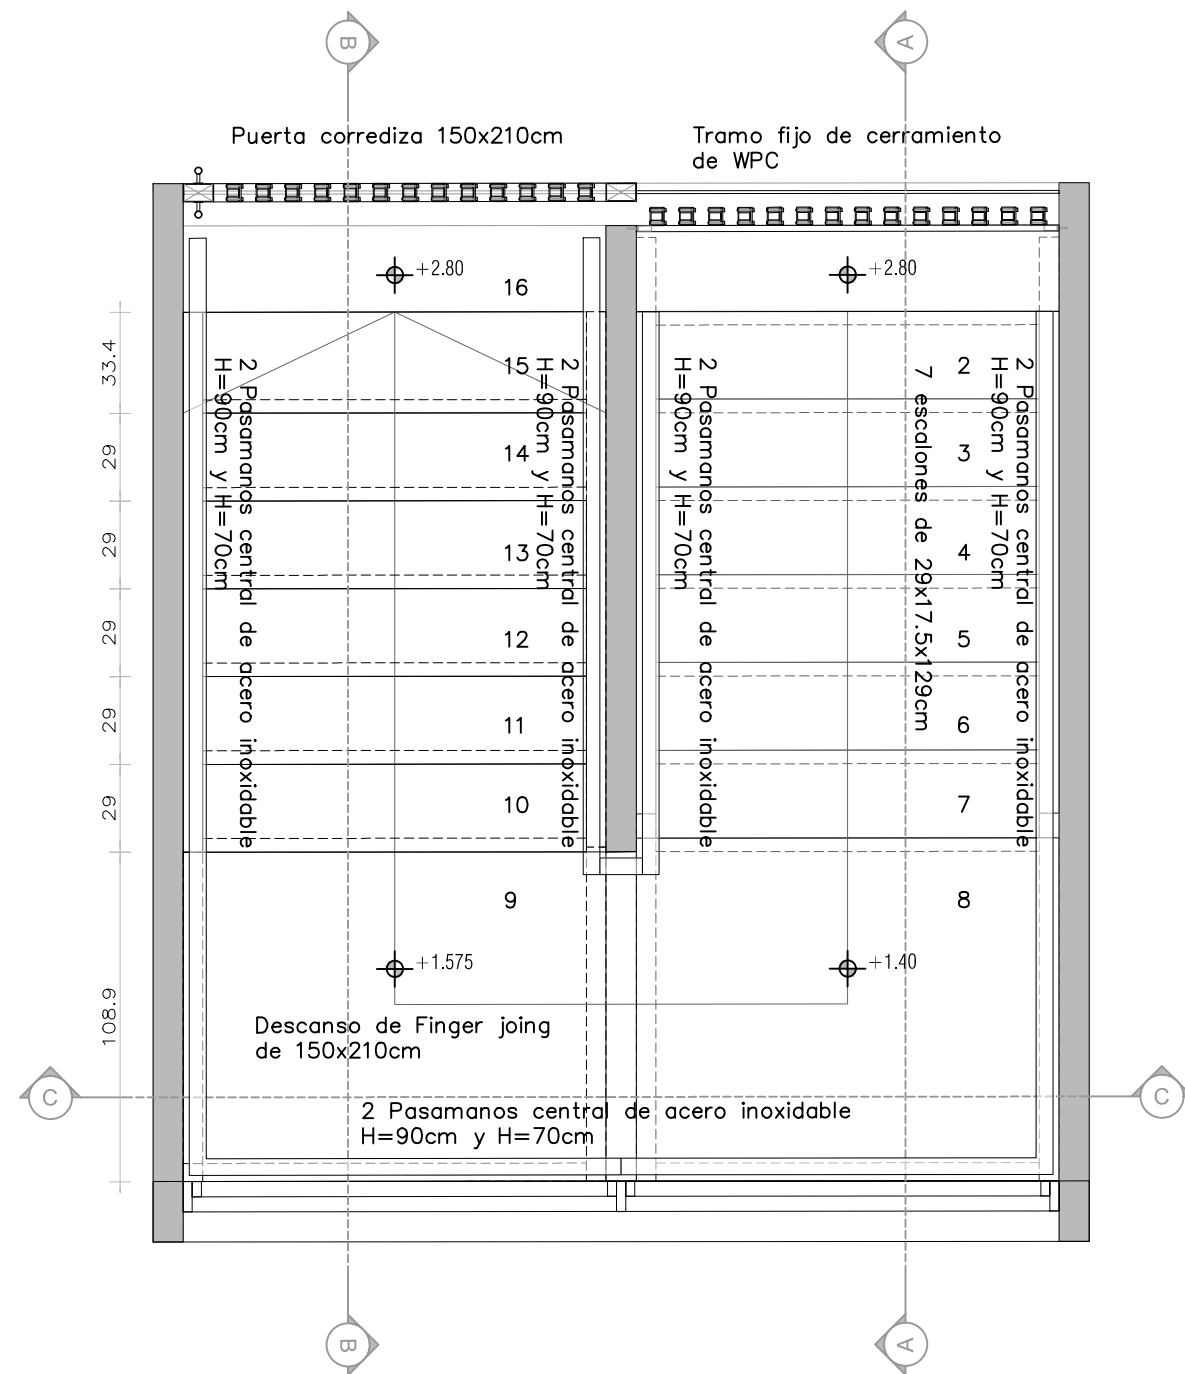 B
A
Puerta corrediza 150x210cm
Tramo fijo de cerramiento
de WPC
+2.80
+2.80
16
33.4
29
29
29
29
29
108.9
15
14
13
12
11
10
9
2
3
4
5
6
7
8
2 Pasamanos central de acero inoxidable
H=90cm y H=70cm
2 Pasamanos central de acero inoxidable
H=90cm y H=70cm
2 Pasamanos central de acero inoxidable
H=90cm y H=70cm
7 escalones de 29x17.5x129cm
2 Pasamanos central de acero inoxidable
H=90cm y H=70cm
+1.575
+1.40
Descanso de Finger joing
de 150x210cm
C
C
2 Pasamanos central de acero inoxidable
H=90cm y H=70cm
B
A